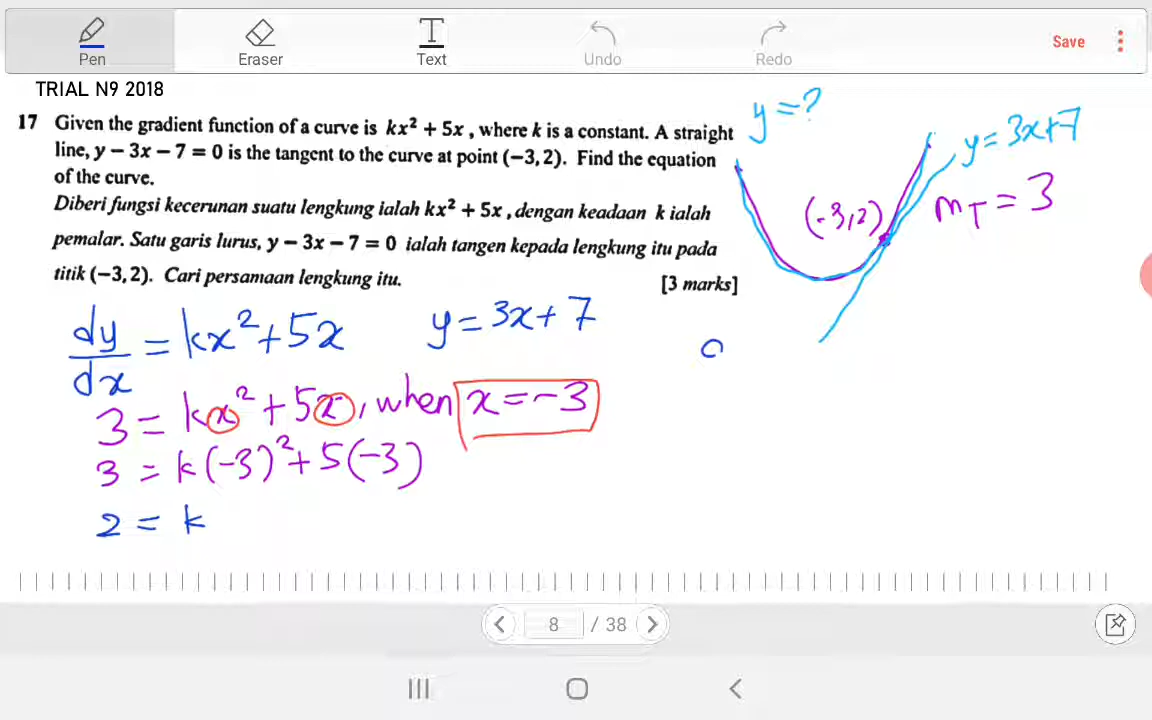 Pen Eraser Text Undo Redo Save
TRIAL N9 2018
17 Given the gradient function of a curve is kx² + 5x, where k is a constant. A straight
line, y − 3x − 7 = 0 is the tangent to the curve at point (−3, 2). Find the equation
of the curve.
Diberi fungsi kecerunan suatu lengkung ialah kx² + 5x, dengan keadaan k ialah
pemalar. Satu garis lurus, y − 3x − 7 = 0 ialah tangen kepada lengkung itu pada
titik (−3, 2). Cari persamaan lengkung itu.
[3 marks]
y = ?
y = 3x+7
(-3,2)
m_T = 3
dy/dx = kx² + 5x
y = 3x + 7
3 = kx² + 5x, when x = -3
3 = k(-3)² + 5(-3)
2 = k
8 / 38